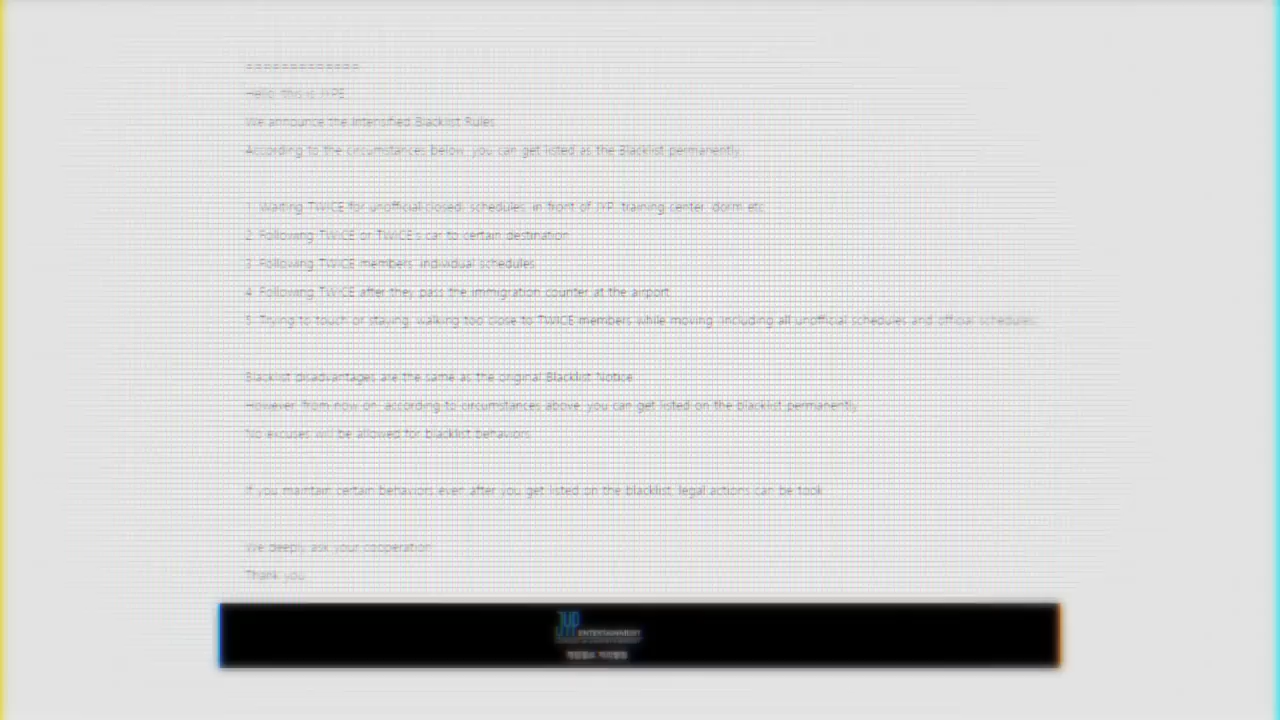 ============
Hello, this is JYPE
We announce the Intensified Blacklist Rules.
According to the circumstances below, you can get listed as the Blacklist permanently.
1. Waiting TWICE for unofficial(closed) schedules, in front of JYP, training center, dorm etc.
2. Following TWICE or TWICE's car to certain destination
3. Following TWICE members' individual schedules
4. Following TWICE after they pass the immigration counter at the airport.
5. Trying to touch or staying, walking too close to TWICE members while moving, including all unofficial schedules and official schedules.
Blacklist disadvantages are the same as the original Blacklist Notice.
However, from now on, according to circumstances above, you can get listed on the blacklist permanently.
No excuses will be allowed for blacklist behaviors.
If you maintain certain behaviors even after you get listed on the blacklist, legal actions can be took.
We deeply ask your cooperation.
Thank you.
JYP ENTERTAINMENT